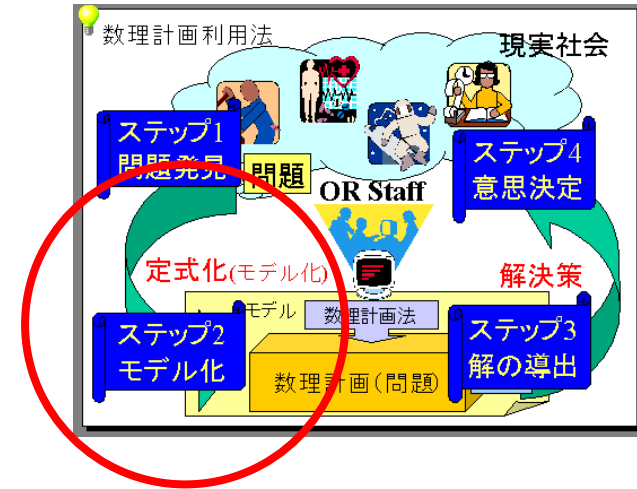 数理計画利用法
現実社会
ステップ1
問題発見
問題
OR Staff
ステップ4
意思決定
定式化(モデル化)
解決策
モデル
数理計画法
ステップ2
モデル化
ステップ3
解の導出
数理計画(問題)